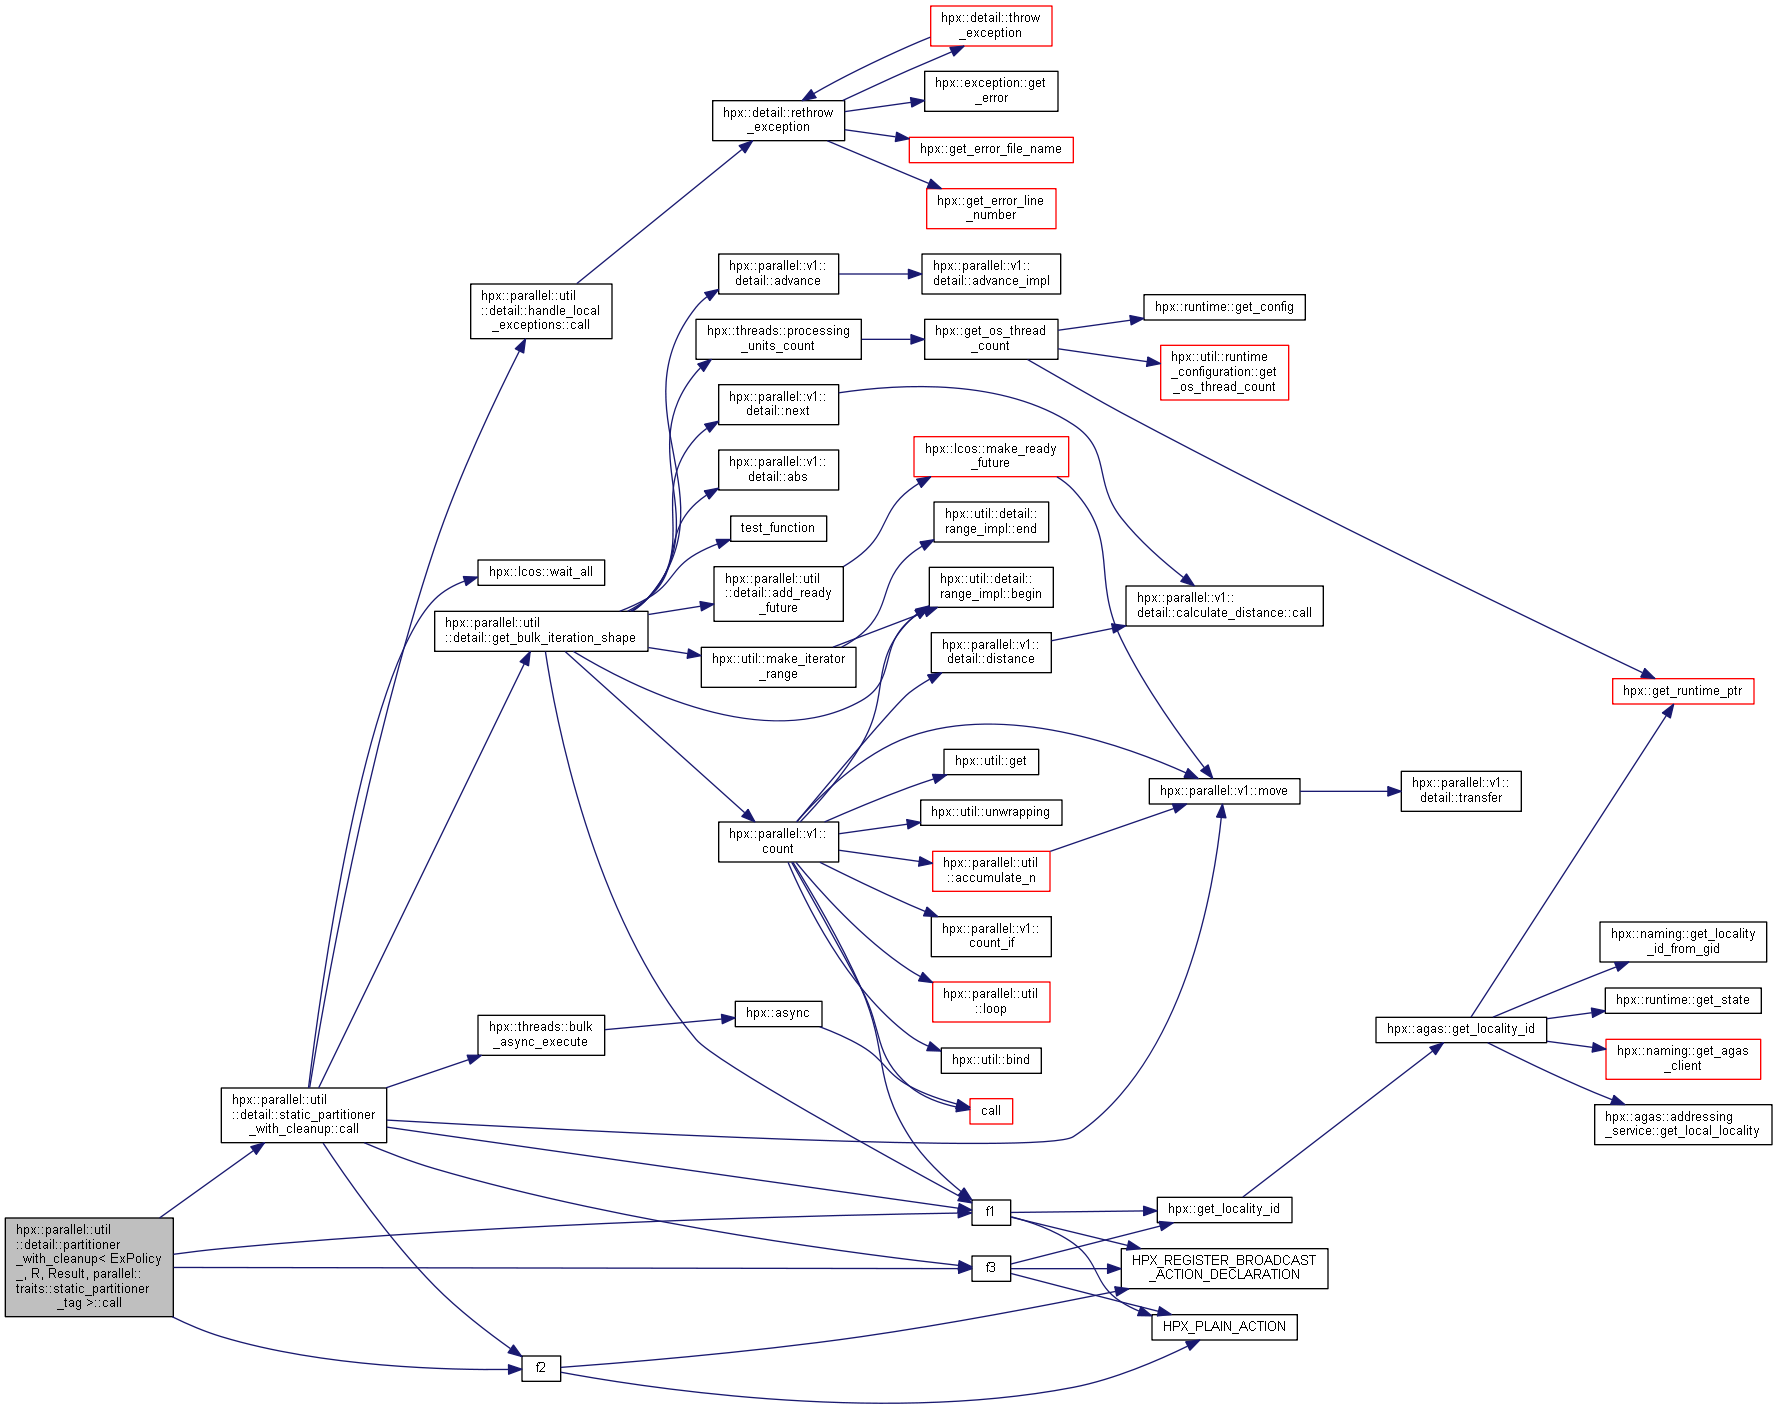 hpx::detail::throw
_exception
hpx::exception::get
_error
hpx::detail::rethrow
_exception
hpx::get_error_file_name
hpx::get_error_line
_number
hpx::parallel::v1::
detail::advance
hpx::parallel::v1::
detail::advance_impl
hpx::parallel::util
::detail::handle_local
_exceptions::call
hpx::runtime::get_config
hpx::threads::processing
_units_count
hpx::get_os_thread
_count
hpx::util::runtime
_configuration::get
_os_thread_count
hpx::parallel::v1::
detail::next
hpx::lcos::make_ready
_future
hpx::parallel::v1::
detail::abs
test_function
hpx::util::detail::
range_impl::end
hpx::lcos::wait_all
hpx::parallel::util
::detail::add_ready
_future
hpx::util::detail::
range_impl::begin
hpx::parallel::v1::
detail::calculate_distance::call
hpx::parallel::util
::detail::get_bulk_iteration_shape
hpx::util::make_iterator
_range
hpx::parallel::v1::
detail::distance
hpx::get_runtime_ptr
hpx::util::get
hpx::parallel::v1::move
hpx::parallel::v1::
detail::transfer
hpx::util::unwrapping
hpx::parallel::v1::
count
hpx::parallel::util
::accumulate_n
hpx::parallel::v1::
count_if
hpx::naming::get_locality
_id_from_gid
hpx::parallel::util
::loop
hpx::runtime::get_state
hpx::async
hpx::threads::bulk
_async_execute
hpx::agas::get_locality_id
hpx::util::bind
hpx::naming::get_agas
_client
call
hpx::parallel::util
::detail::static_partitioner
_with_cleanup::call
hpx::agas::addressing
_service::get_local_locality
f1
hpx::get_locality_id
hpx::parallel::util
::detail::partitioner
_with_cleanup< ExPolicy
_, R, Result, parallel::
traits::static_partitioner
_tag >::call
f3
HPX_REGISTER_BROADCAST
_ACTION_DECLARATION
HPX_PLAIN_ACTION
f2